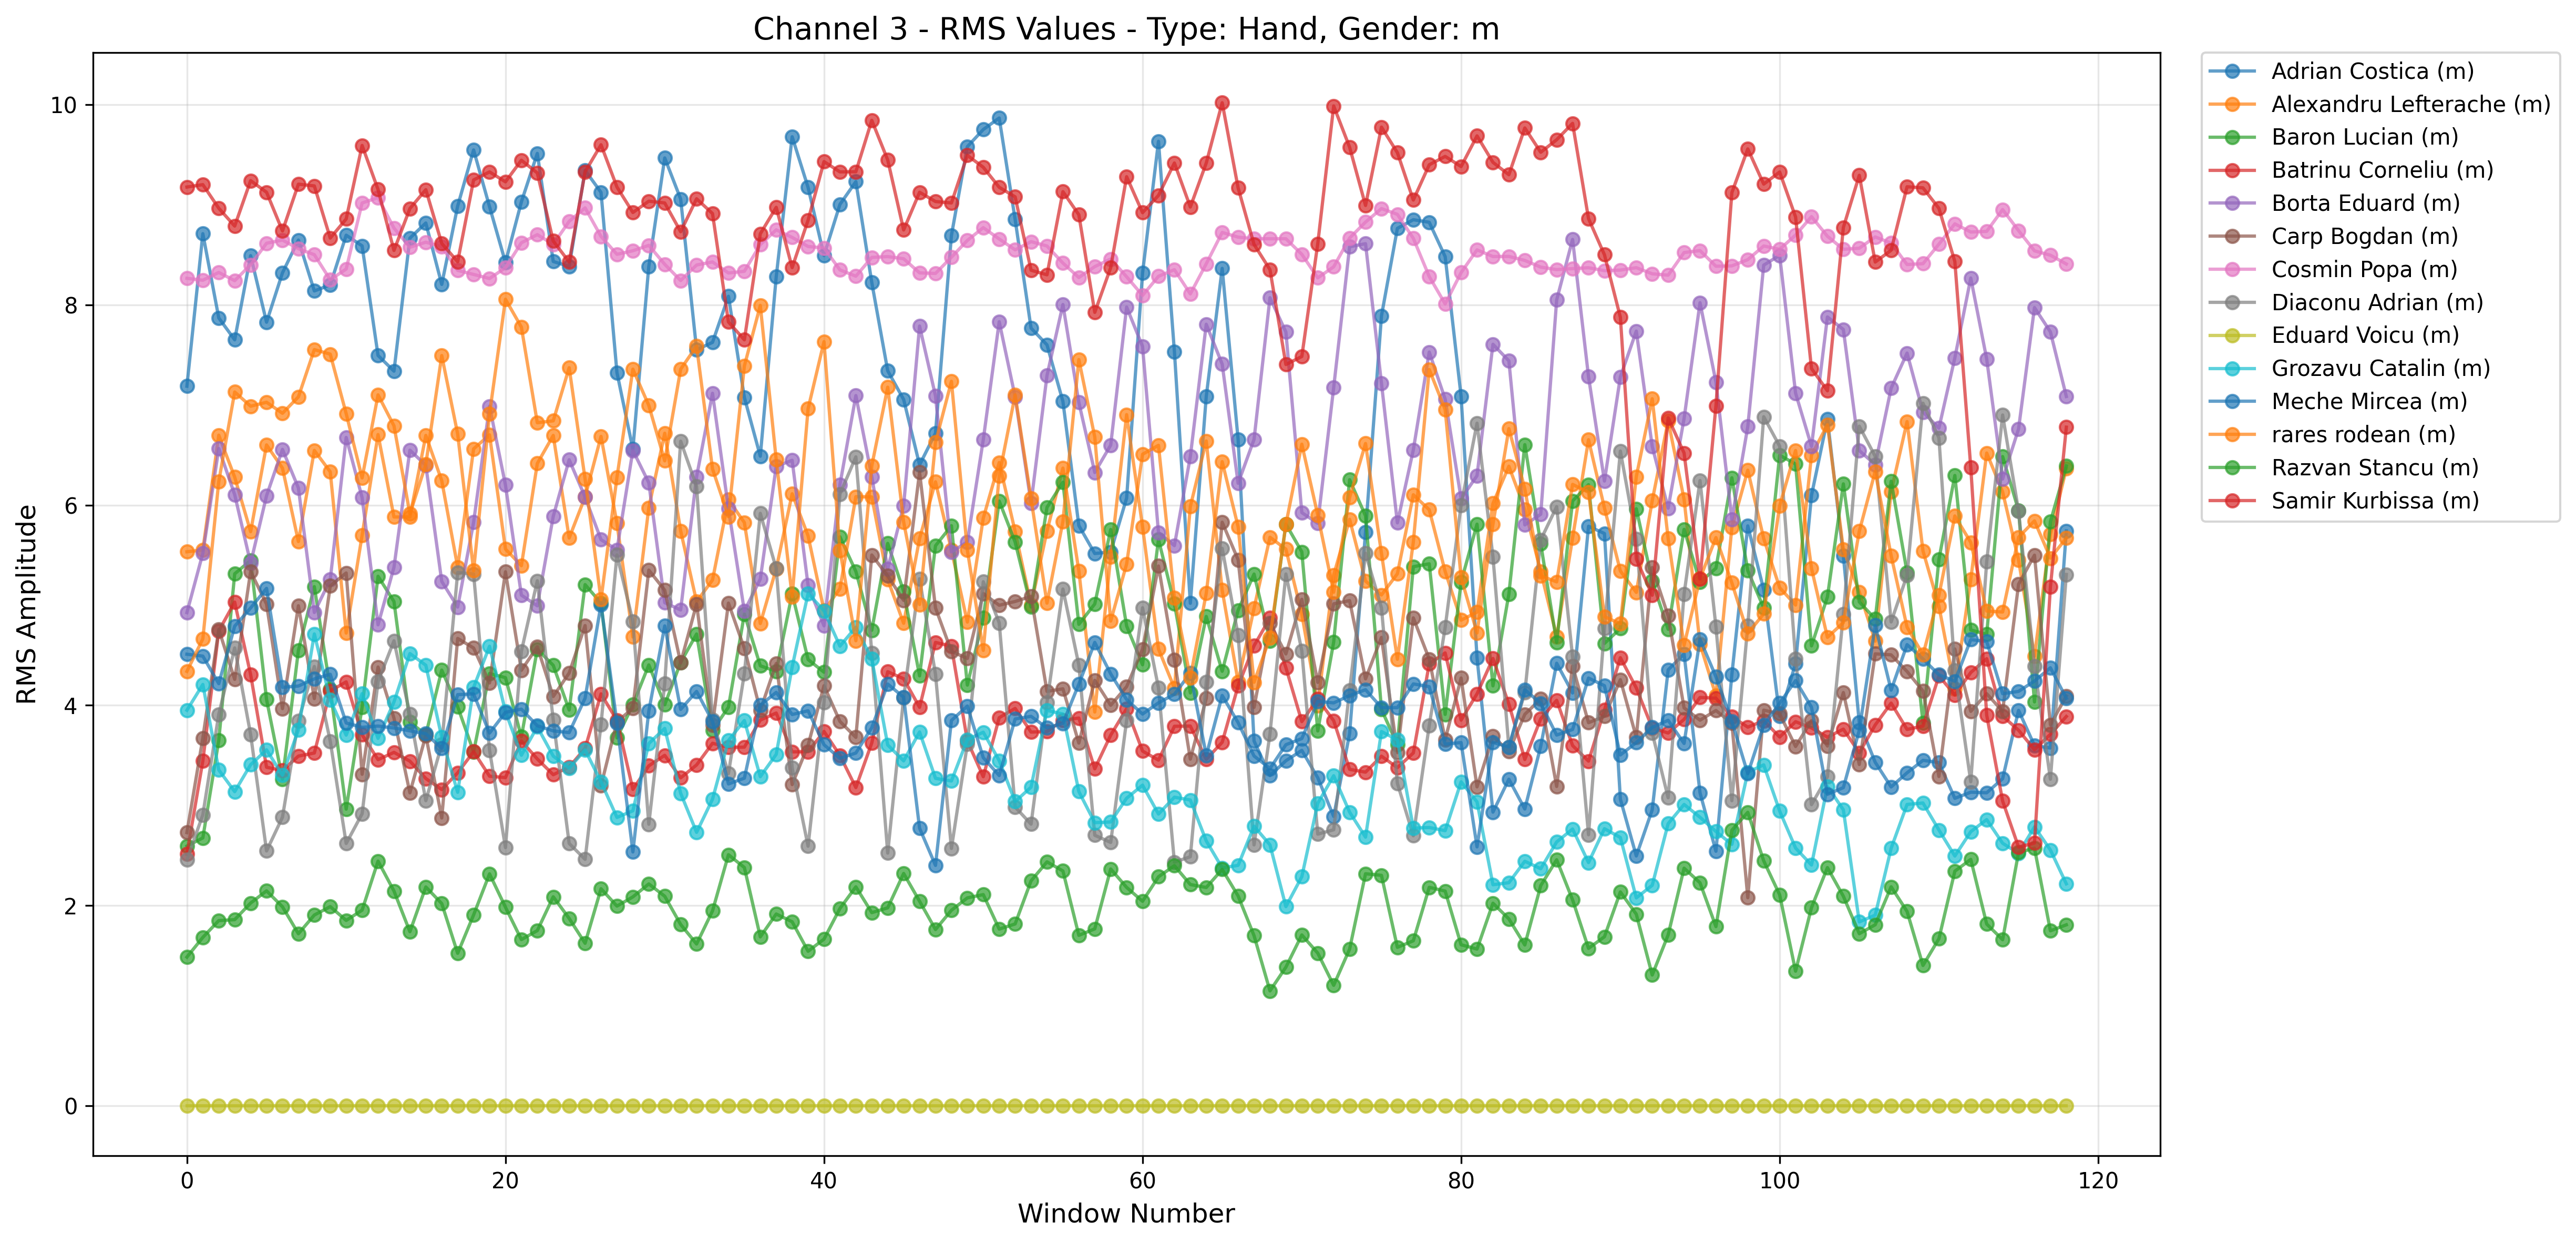 Channel 3 - RMS Values - Type: Hand, Gender: m
RMS Amplitude
10
8
6
4
2
0
0 20 40 60 80 100 120
Window Number
Adrian Costica (m)
Alexandru Lefterache (m)
Baron Lucian (m)
Batrinu Corneliu (m)
Borta Eduard (m)
Carp Bogdan (m)
Cosmin Popa (m)
Diaconu Adrian (m)
Eduard Voicu (m)
Grozavu Catalin (m)
Meche Mircea (m)
rares rodean (m)
Razvan Stancu (m)
Samir Kurbissa (m)